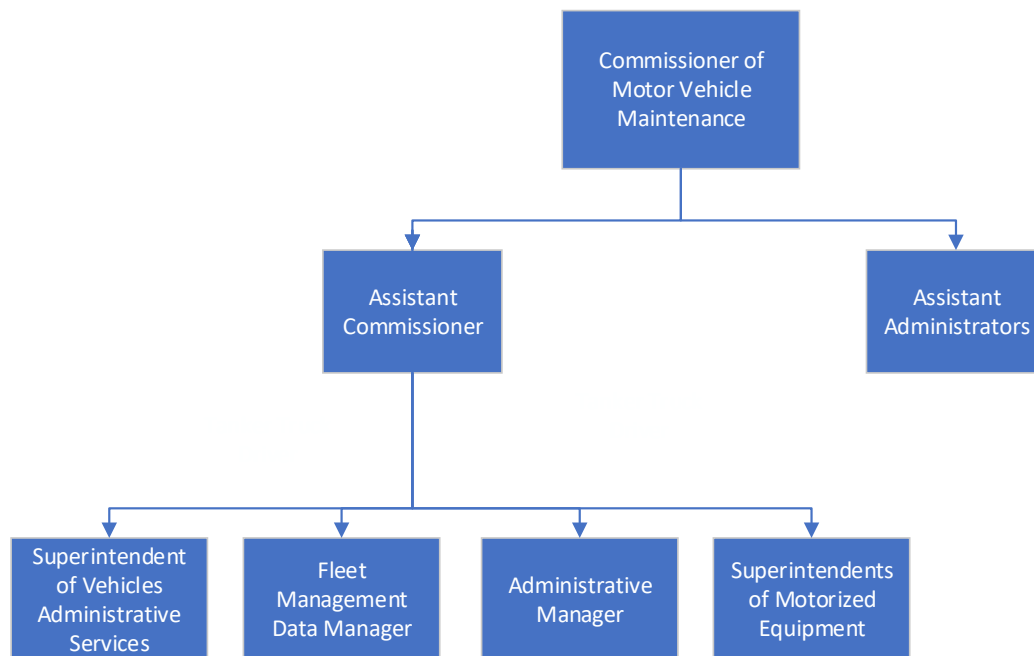 Commissioner of
Motor Vehicle
Maintenance
Assistant
Commissioner
Assistant
Administrators
Superintendent
of Vehicles
Administrative
Services
Fleet
Management
Data Manager
Administrative
Manager
Superintendents
of Motorized
Equipment